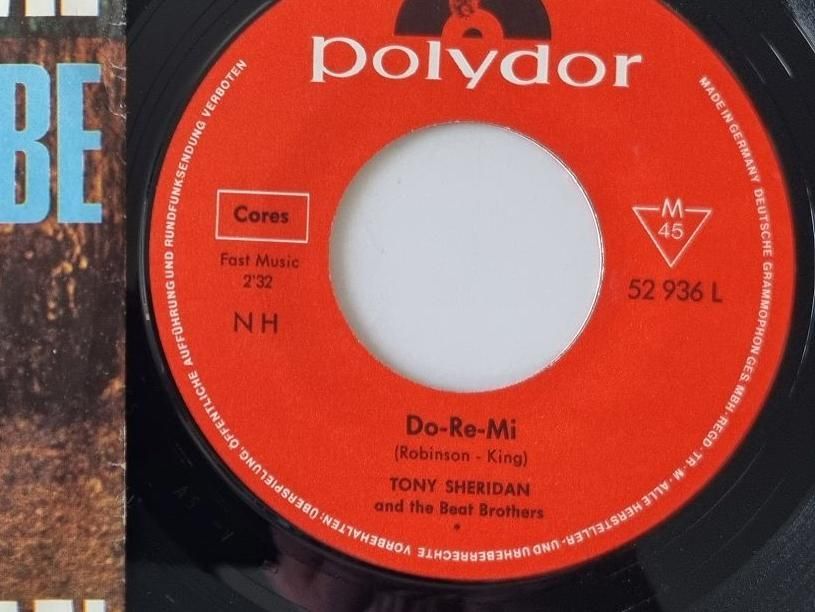 BE
polydor
Cores
Fast Music
2'32
NH
M
45
52 936 L
Do-Re-Mi
(Robinson - King)
TONY SHERIDAN
and the Beat Brothers
MADE IN GERMANY DEUTSCHE GRAMMOPHON GES MBH · REGD. TR.-M. · ALLE HERSTELLER- UND URHEBERRECHTE VORBEHALTEN: ÜBERSPIELUNG, ÖFFENTLICHE AUFFÜHRUNG UND RUNDFUNKSENDUNG VERBOTEN